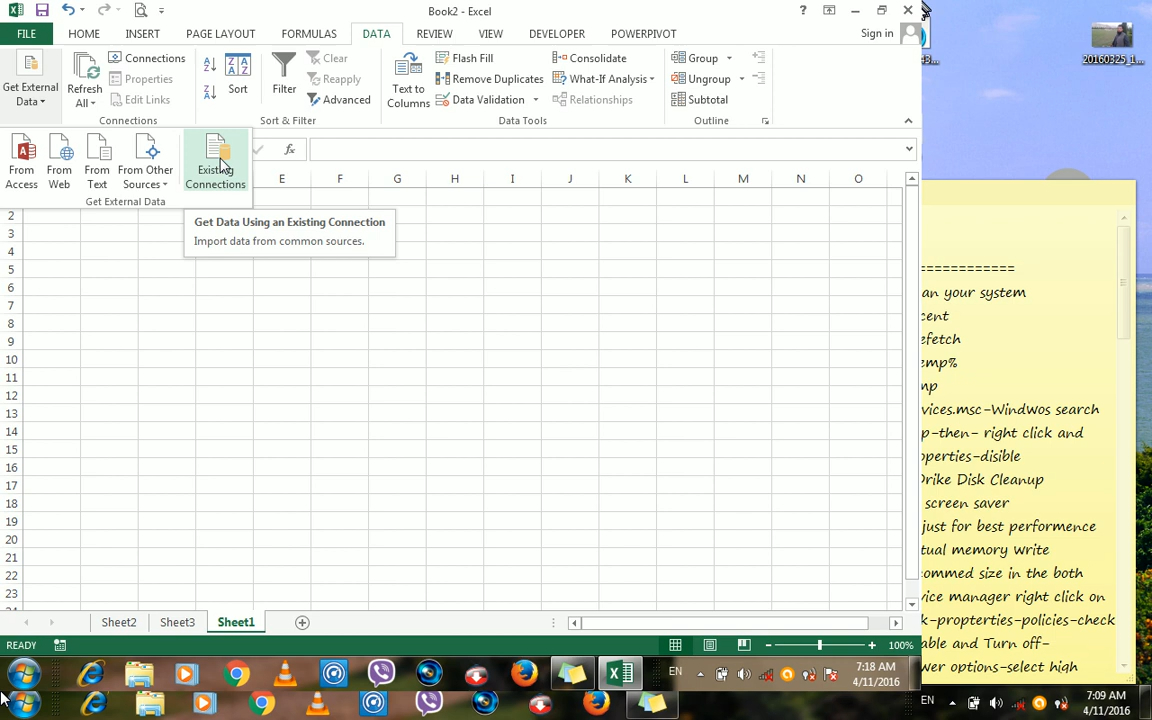 Book2 - Excel
FILE HOME INSERT PAGE LAYOUT FORMULAS DATA REVIEW VIEW DEVELOPER POWERPIVOT Sign in
Get External Data
Refresh All
Connections
Properties
Edit Links
Connections
Sort
Filter
Clear
Reapply
Advanced
Sort & Filter
Text to Columns
Flash Fill
Remove Duplicates
Data Validation
Consolidate
What-If Analysis
Relationships
Data Tools
Group
Ungroup
Subtotal
Outline
From Access
From Web
From Text
From Other Sources
Existing Connections
Get External Data
fx
Get Data Using an Existing Connection
Import data from common sources.
E F G H I J K L M N O
2
3
4
5
6
7
8
9
10
11
12
13
14
15
16
17
18
19
20
21
22
23
Sheet2 Sheet3 Sheet1
READY 100%
EN 7:18 AM
4/11/2016
EN 7:09 AM
4/11/2016
20160325_1...
============
an your system
cent
efetch
emp%
mp
vices.msc-Windwos search
p-then- right click and
operties-disible
Drike Disk Cleanup
screen saver
just for best performence
tual memory write
commed size in the both
vice manager right click on
k-propterties-policies-check
able and Turn off-
wer options-select high